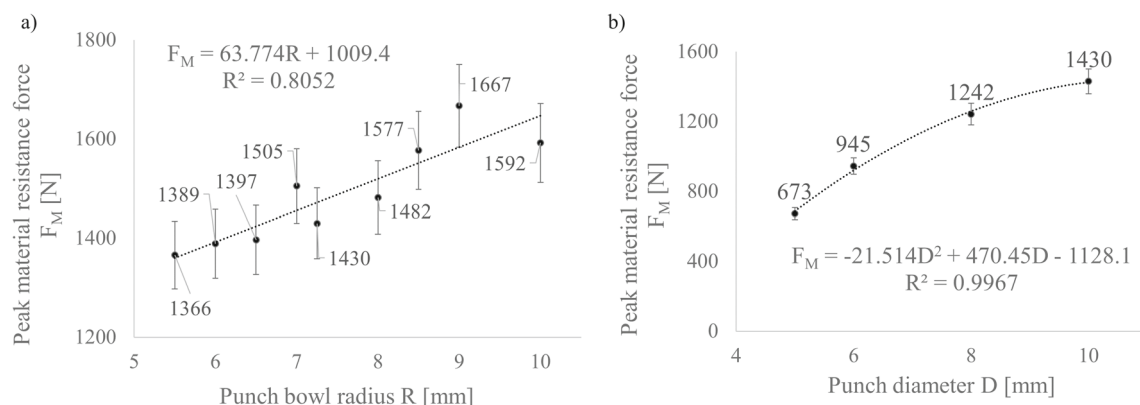 a)
Peak material resistance force
F_M [N]
1800
1600
1400
1200
F_M = 63.774R + 1009.4
R² = 0.8052
1667
1577
1505
1592
1389
1397
1482
1430
1366
5 6 7 8 9 10
Punch bowl radius R [mm]
b)
Peak material resistance force
F_M [N]
1600
1200
800
400
0
1430
1242
945
673
F_M = -21.514D² + 470.45D - 1128.1
R² = 0.9967
4 6 8 10
Punch diameter D [mm]